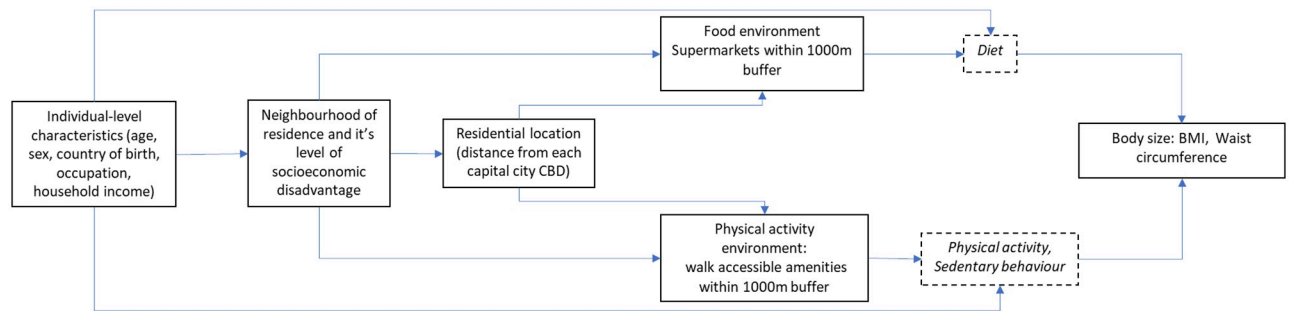 Individual-level
characteristics (age,
sex, country of birth,
occupation,
household income)
Neighbourhood of
residence and it's
level of
socioeconomic
disadvantage
Residential location
(distance from each
capital city CBD)
Food environment
Supermarkets within 1000m
buffer
Physical activity
environment:
walk accessible amenities
within 1000m buffer
Diet
Physical activity,
Sedentary behaviour
Body size: BMI, Waist
circumference